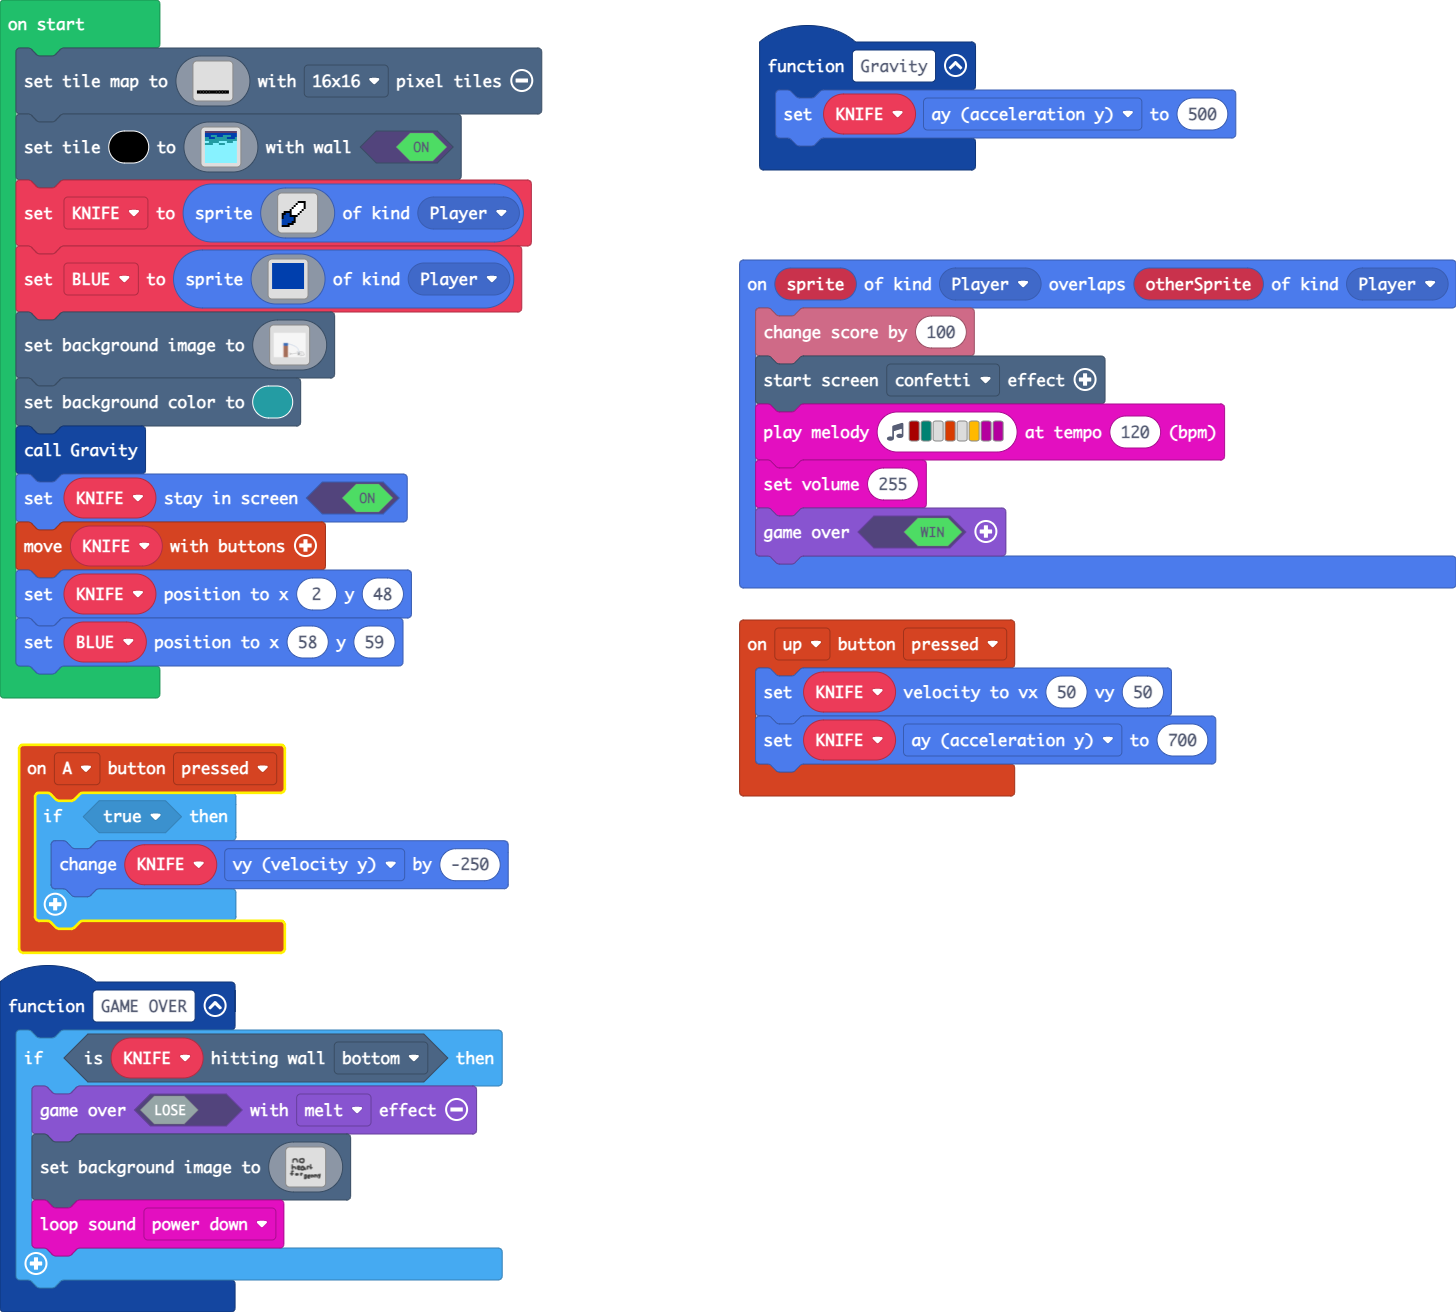 on start
set tile map to with 16x16 pixel tiles
set tile to with wall ON
set KNIFE to sprite of kind Player
set BLUE to sprite of kind Player
set background image to
set background color to
call Gravity
set KNIFE stay in screen ON
move KNIFE with buttons
set KNIFE position to x 2 y 48
set BLUE position to x 58 y 59
on A button pressed
if true then
change KNIFE vy (velocity y) by -250
function GAME OVER
if is KNIFE hitting wall bottom then
game over LOSE with melt effect
set background image to
no
heart
for
loop sound power down
function Gravity
set KNIFE ay (acceleration y) to 500
on sprite of kind Player overlaps otherSprite of kind Player
change score by 100
start screen confetti effect
play melody at tempo 120 (bpm)
set volume 255
game over WIN
on up button pressed
set KNIFE velocity to vx 50 vy 50
set KNIFE ay (acceleration y) to 700